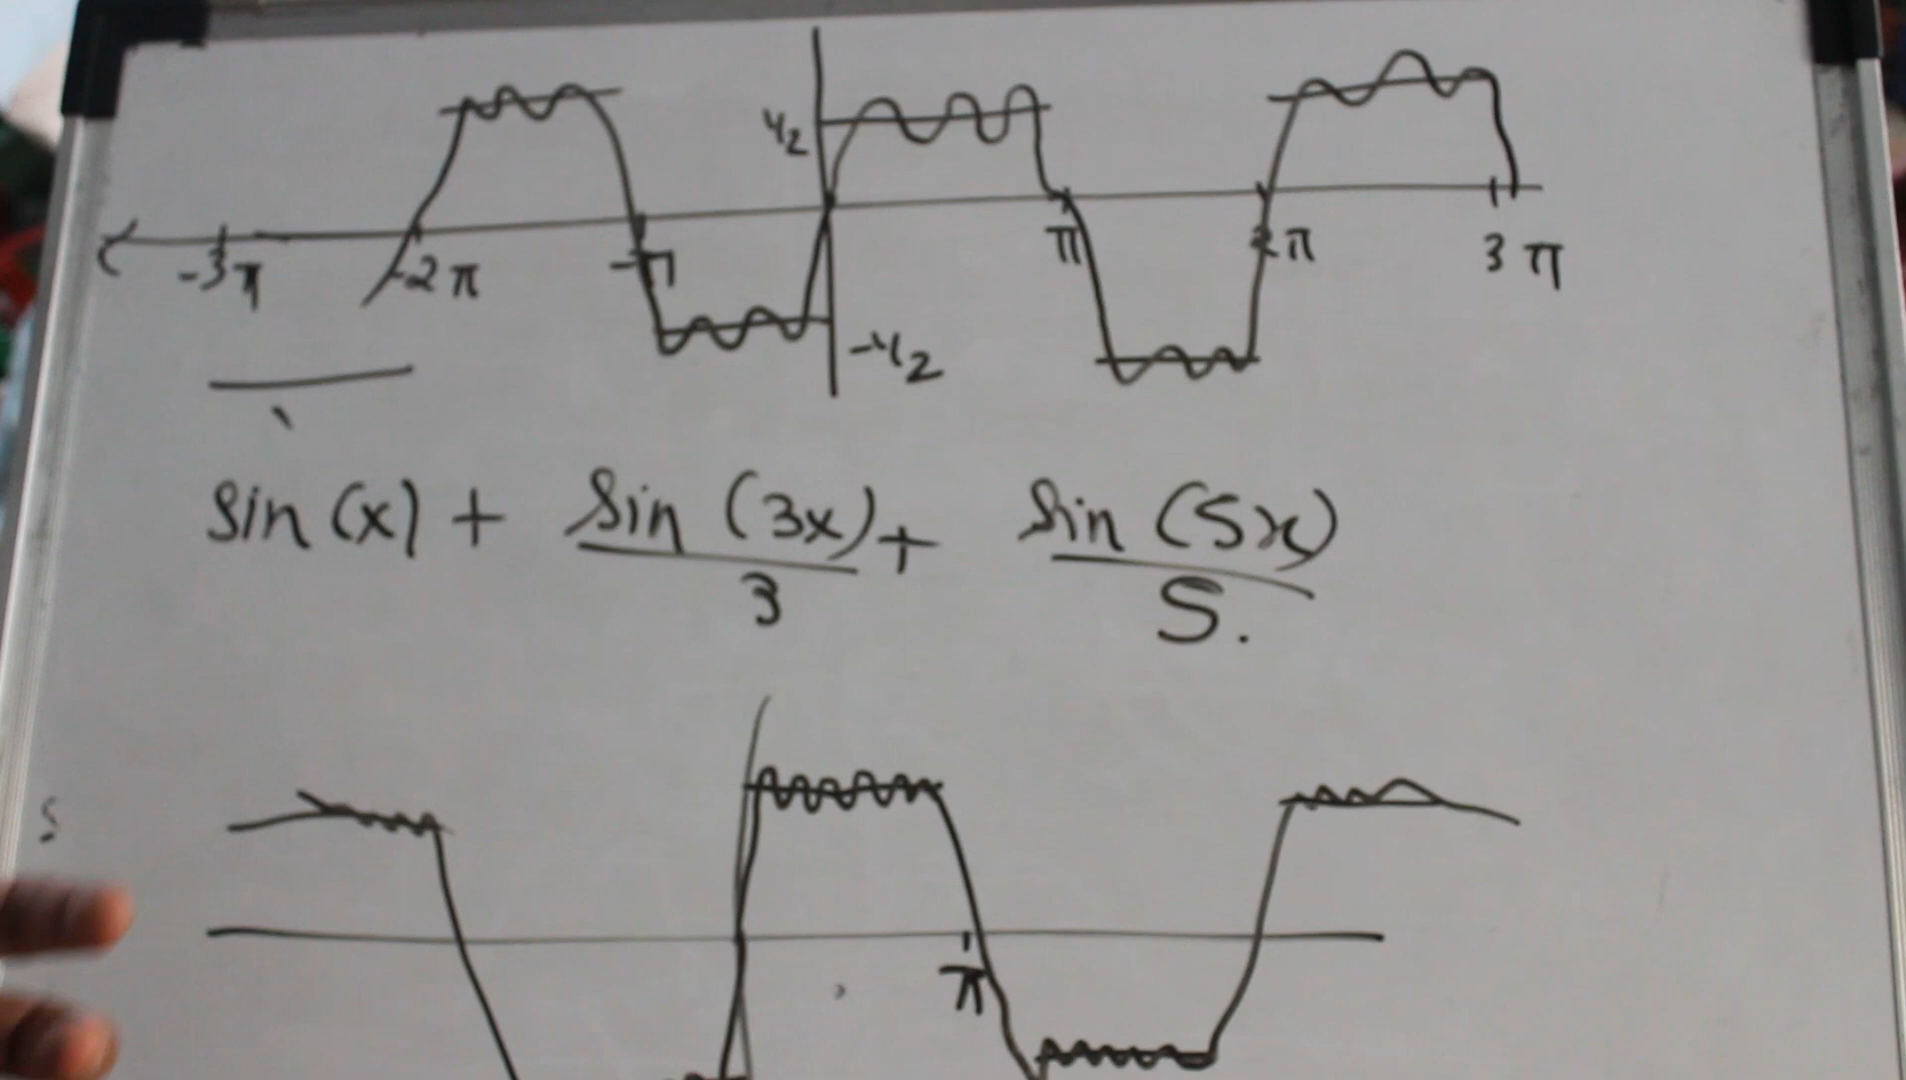 1/2
-3π -2π -π π 2π 3π
-1/2
sin (x) + sin (3x) + sin (5x)
3 5.
π